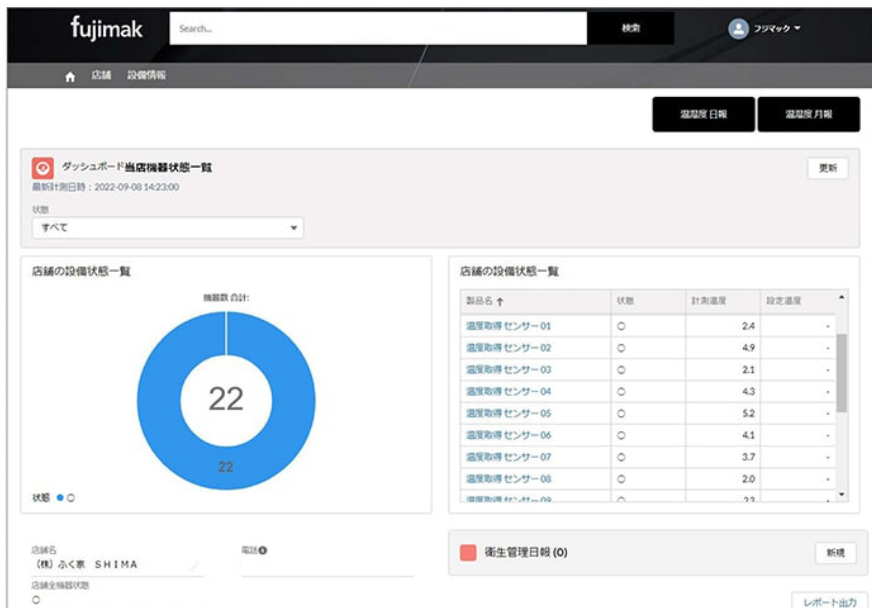 fujimak
Search...
検索
フジマック
店舗 設備情報
温湿度日報 温湿度月報
ダッシュボード
当店機器状態一覧
最新計測日時：2022-09-08 14:23:00
更新
状態
すべて
店舗の設備状態一覧
機器数 合計:
22
22
状態 ○
店舗の設備状態一覧
製品名 ↑ 状態 計測温度 設定温度
温度取得センサー01 ○ 2.4 -
温度取得センサー02 ○ 4.9 -
温度取得センサー03 ○ 2.1 -
温度取得センサー04 ○ 4.3 -
温度取得センサー05 ○ 5.2 -
温度取得センサー06 ○ 4.1 -
温度取得センサー07 ○ 3.7 -
温度取得センサー08 ○ 2.0 -
温度取得センサー09 ○ -
店舗名 電話
（株）ふく家 SHIMA
店舗全機器状態
○
衛生管理日報 (0) 新規
レポート出力